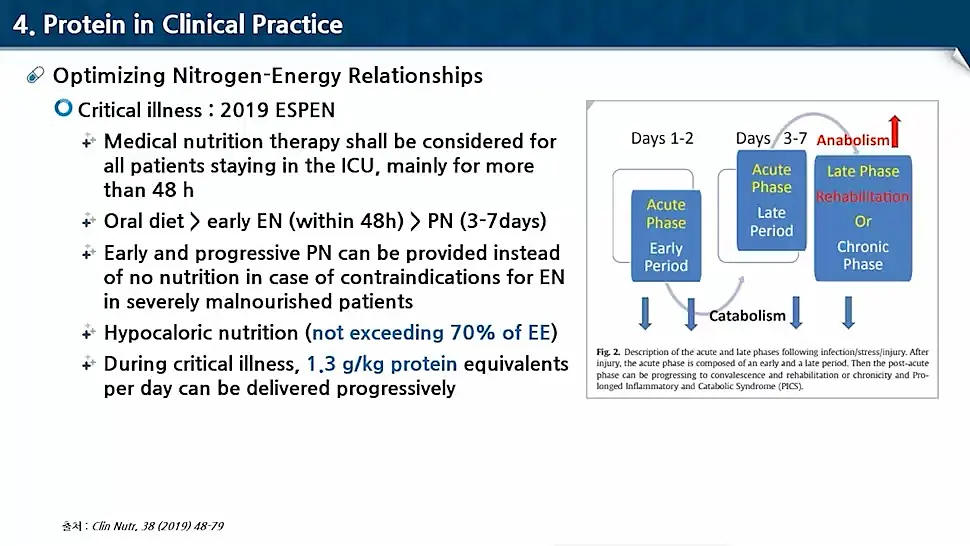 4. Protein in Clinical Practice
Optimizing Nitrogen-Energy Relationships
Critical illness : 2019 ESPEN
Medical nutrition therapy shall be considered for
all patients staying in the ICU, mainly for more
than 48 h
Oral diet > early EN (within 48h) > PN (3-7days)
Early and progressive PN can be provided instead
of no nutrition in case of contraindications for EN
in severely malnourished patients
Hypocaloric nutrition (not exceeding 70% of EE)
During critical illness, 1.3 g/kg protein equivalents
per day can be delivered progressively
Days 1-2
Days 3-7
Anabolism
Acute
Phase
Early
Period
Acute
Phase
Late
Period
Late Phase
Rehabilitation
Or
Chronic
Phase
Catabolism
Fig. 2. Description of the acute and late phases following infection/stress/injury. After
injury, the acute phase is composed of an early and a late period. Then the post-acute
phase can be progressing to convalescence and rehabilitation or chronicity and Pro-
longed Inflammatory and Catabolic Syndrome (PICS).
출처 : Clin Nutr. 38 (2019) 48-79